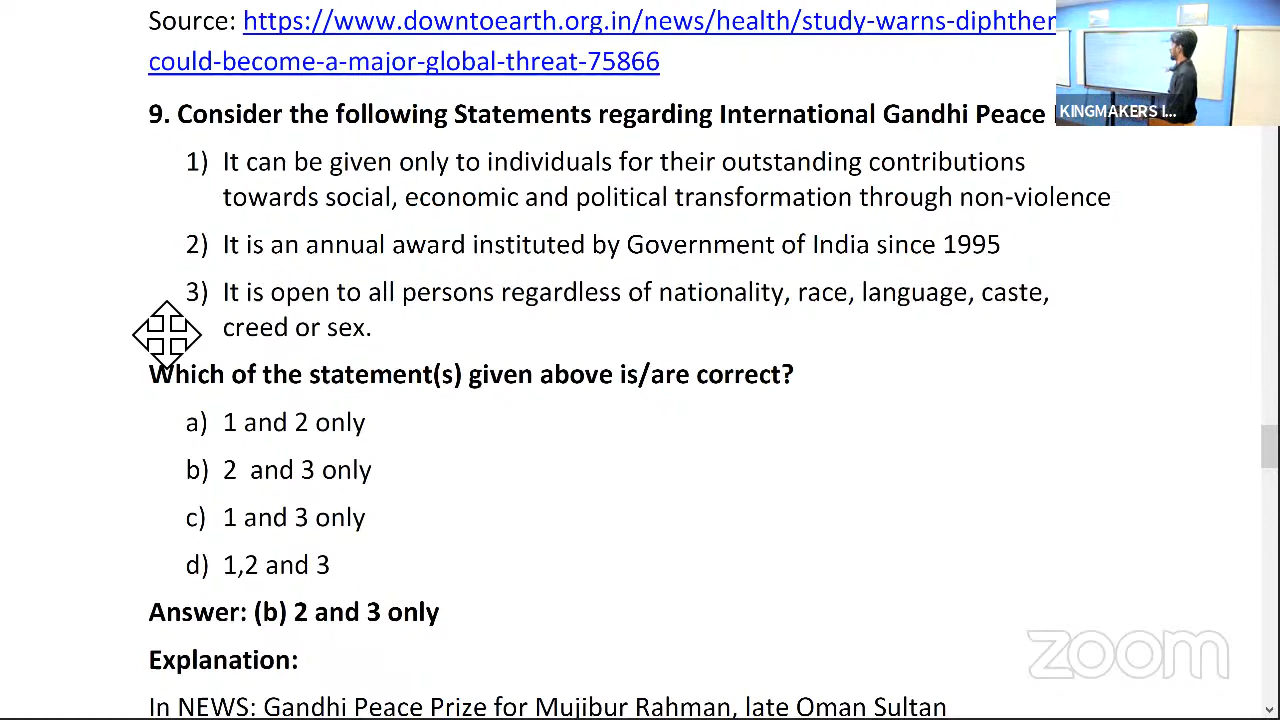 Source: https://www.downtoearth.org.in/news/health/study-warns-diphther
could-become-a-major-global-threat-75866
9. Consider the following Statements regarding International Gandhi Peace
KINGMAKERS I...
1) It can be given only to individuals for their outstanding contributions
towards social, economic and political transformation through non-violence
2) It is an annual award instituted by Government of India since 1995
3) It is open to all persons regardless of nationality, race, language, caste,
creed or sex.
Which of the statement(s) given above is/are correct?
a) 1 and 2 only
b) 2 and 3 only
c) 1 and 3 only
d) 1,2 and 3
Answer: (b) 2 and 3 only
Explanation:
zoom
In NEWS: Gandhi Peace Prize for Mujibur Rahman, late Oman Sultan